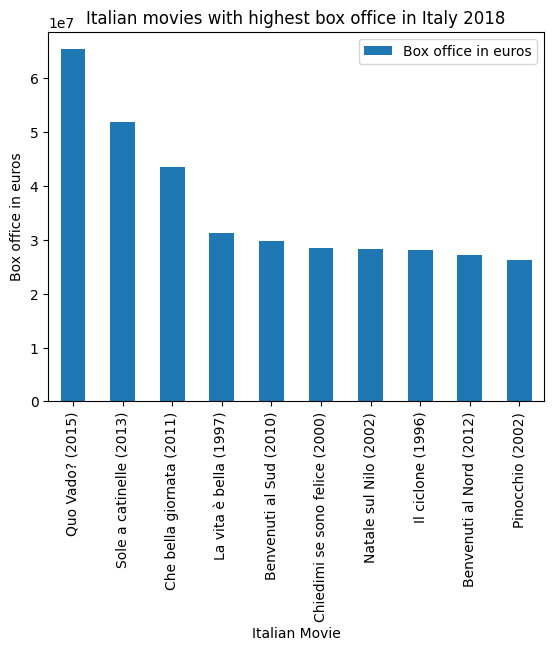 Italian movies with highest box office in Italy 2018
1e7
Box office in euros
6
5
4
3
2
1
0
Box office in euros
Quo Vado? (2015)
Sole a catinelle (2013)
Che bella giornata (2011)
La vita è bella (1997)
Benvenuti al Sud (2010)
Chiedimi se sono felice (2000)
Natale sul Nilo (2002)
Il ciclone (1996)
Benvenuti al Nord (2012)
Pinocchio (2002)
Italian Movie